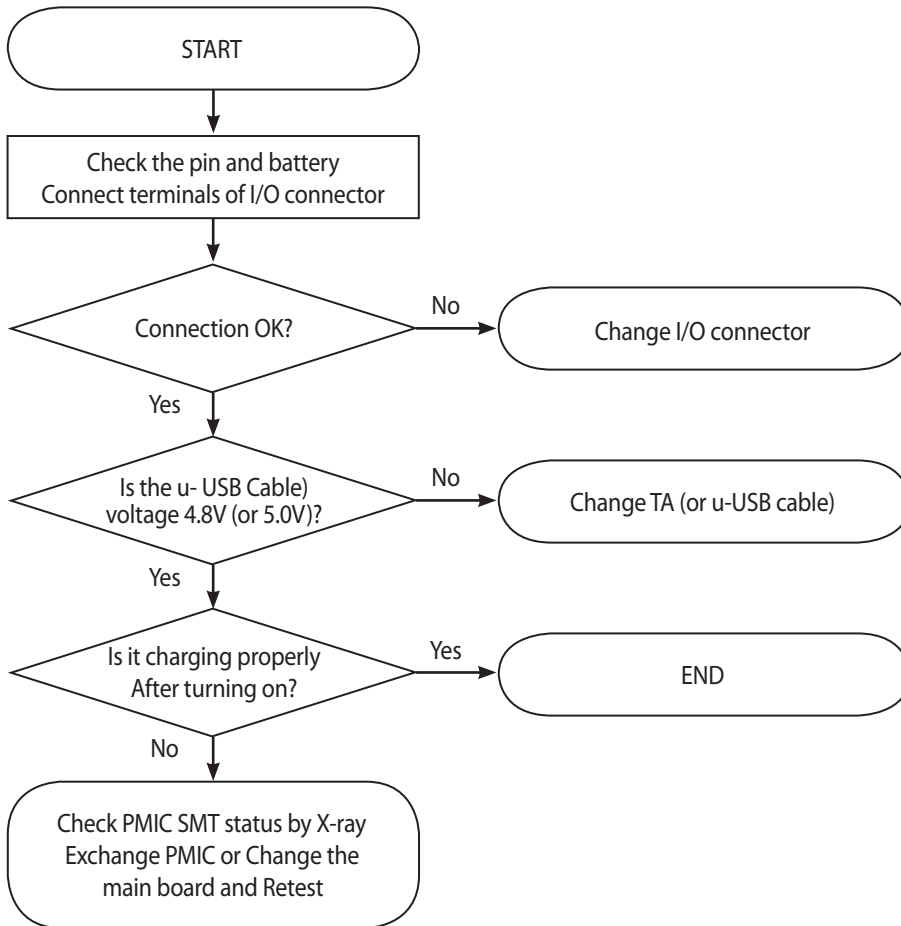 START
Check the pin and battery
Connect terminals of I/O connector
Connection OK?
No
Change I/O connector
Yes
Is the u- USB Cable)
voltage 4.8V (or 5.0V)?
No
Change TA (or u-USB cable)
Yes
Is it charging properly
After turning on?
Yes
END
No
Check PMIC SMT status by X-ray
Exchange PMIC or Change the
main board and Retest